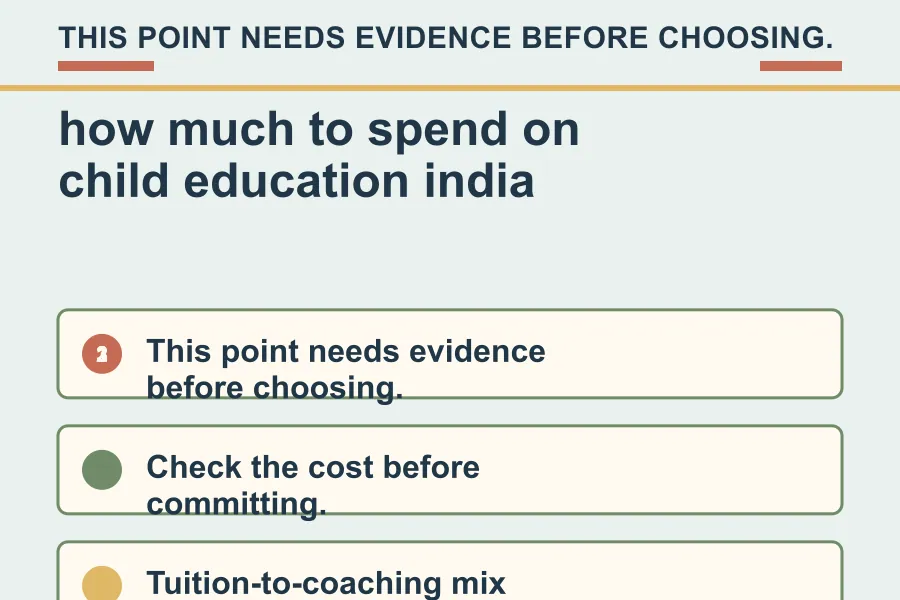 THIS POINT NEEDS EVIDENCE BEFORE CHOOSING.
how much to spend on
child education india
This point needs evidence
before choosing.
Check the cost before
committing.
Tuition-to-coaching mix